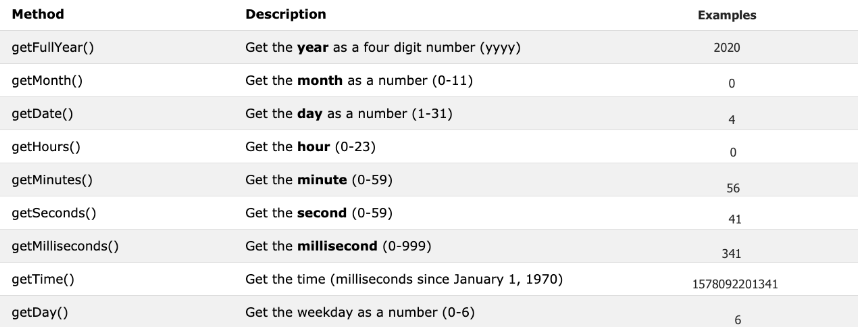 Method Description Examples
getFullYear() Get the year as a four digit number (yyyy) 2020
getMonth() Get the month as a number (0-11) 0
getDate() Get the day as a number (1-31) 4
getHours() Get the hour (0-23) 0
getMinutes() Get the minute (0-59) 56
getSeconds() Get the second (0-59) 41
getMilliseconds() Get the millisecond (0-999) 341
getTime() Get the time (milliseconds since January 1, 1970) 1578092201341
getDay() Get the weekday as a number (0-6) 6